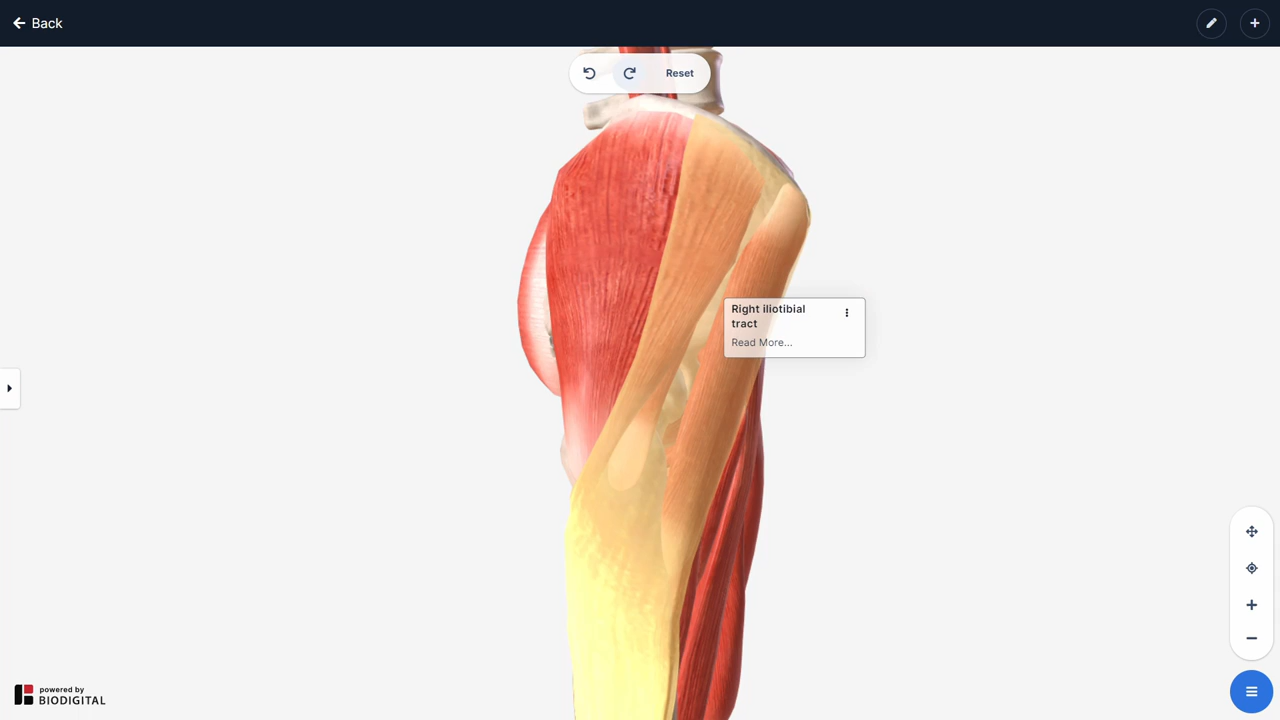 Back
Reset
Right iliotibial
tract
Read More...
powered by
BIODIGITAL